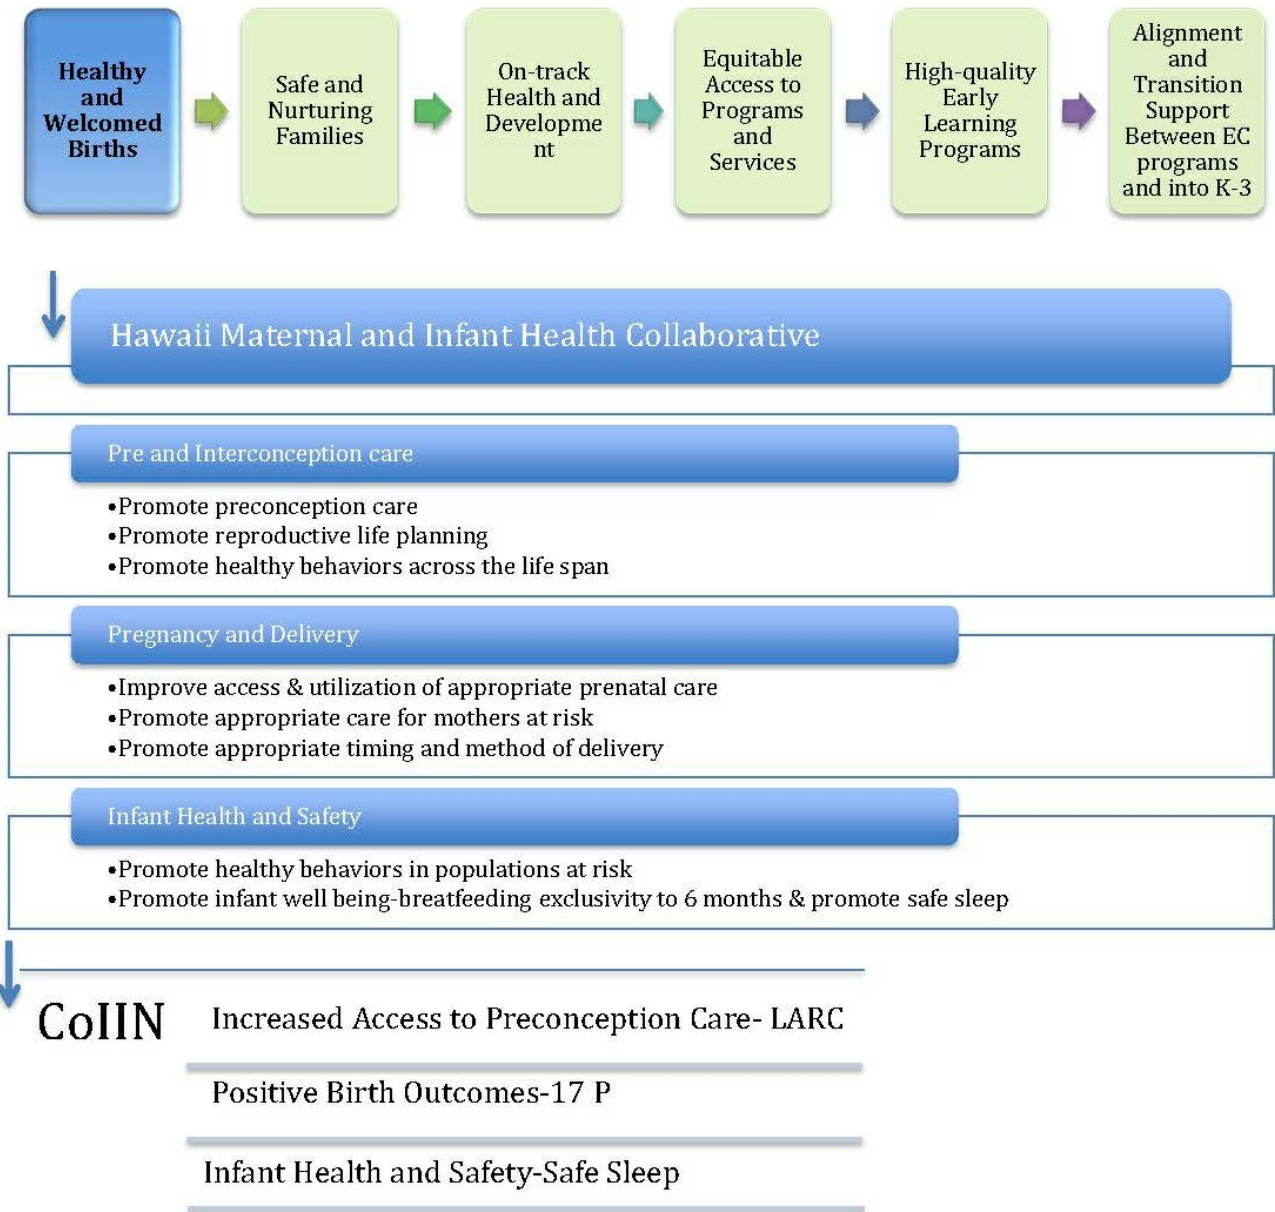 Healthy
and
Welcomed
Births
Safe and
Nurturing
Families
On-track
Health and
Developme
nt
Equitable
Access to
Programs
and
Services
High-quality
Early
Learning
Programs
Alignment
and
Transition
Support
Between EC
programs
and into K-3
Hawaii Maternal and Infant Health Collaborative
Pre and Interconception care
•Promote preconception care
•Promote reproductive life planning
•Promote healthy behaviors across the life span
Pregnancy and Delivery
•Improve access & utilization of appropriate prenatal care
•Promote appropriate care for mothers at risk
•Promote appropriate timing and method of delivery
Infant Health and Safety
•Promote healthy behaviors in populations at risk
•Promote infant well being-breastfeeding exclusivity to 6 months & promote safe sleep
CoIIN
Increased Access to Preconception Care- LARC
Positive Birth Outcomes-17 P
Infant Health and Safety-Safe Sleep